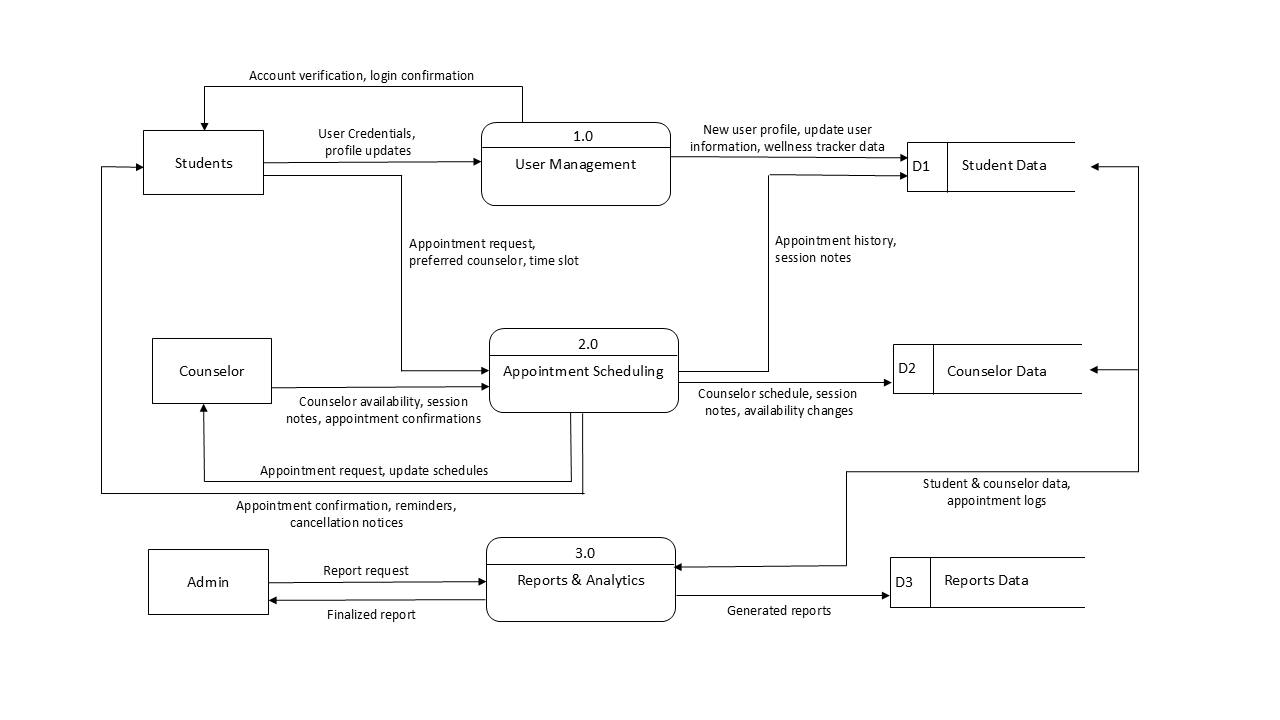 Account verification, login confirmation
Students
User Credentials,
profile updates
1.0
User Management
New user profile, update user
information, wellness tracker data
D1
Student Data
Appointment request,
preferred counselor, time slot
Appointment history,
session notes
Counselor
2.0
Appointment Scheduling
Counselor availability, session
notes, appointment confirmations
Counselor schedule, session
notes, availability changes
D2
Counselor Data
Appointment request, update schedules
Appointment confirmation, reminders,
cancellation notices
Student & counselor data,
appointment logs
Admin
Report request
Finalized report
3.0
Reports & Analytics
Generated reports
D3
Reports Data